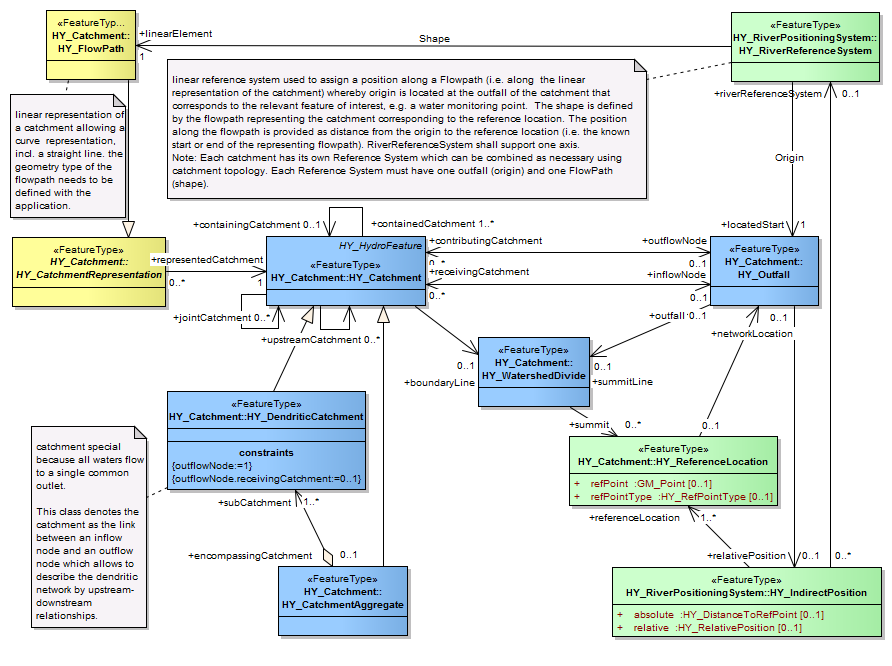 «FeatureTyp...
HY_Catchment::
HY_FlowPath
+linearElement
1
Shape
«FeatureType»
HY_RiverPositioningSystem::
HY_RiverReferenceSystem
+riverReferenceSystem
0..1
linear reference system used to assign a position along a Flowpath (i.e. along the linear
representation of the catchment) whereby origin is located at the outfall of the catchment that
corresponds to the relevant feature of interest, e.g. a water monitoring point. The shape is defined
by the flowpath representing the catchment corresponding to the reference location. The position
along the flowpath is provided as distance from the origin to the reference location (i.e. the known
start or end of the representing flowpath). RiverReferenceSystem shall support one axis.
Note: Each catchment has its own Reference System which can be combined as necessary using
catchment topology. Each Reference System must have one outfall (origin) and one FlowPath
(shape).
linear representation of
a catchment allowing a
curve representation,
incl. a straight line. the
geometry type of the
flowpath needs to be
defined with the
application.
Origin
+containingCatchment 0..1
+containedCatchment 1..*
+locatedStart
1
«FeatureType»
HY_Catchment::
HY_CatchmentRepresentation
+representedCatchment
0..*
1
HY_HydroFeature
«FeatureType»
HY_Catchment::HY_Catchment
+contributingCatchment
0..*
+receivingCatchment
0..*
+outflowNode
0..1
+inflowNode
0..1
«FeatureType»
HY_Catchment::
HY_Outfall
+jointCatchment 0..*
+upstreamCatchment 0..*
+outfall 0..1
0..1
+networkLocation
0..1
+boundaryLine
«FeatureType»
HY_Catchment::
HY_WatershedDivide
0..1
+summitLine
«FeatureType»
HY_Catchment::HY_DendriticCatchment
constraints
{outflowNode:=1}
{outflowNode.receivingCatchment:=0..1}
+summit
0..*
0..1
«FeatureType»
HY_Catchment::HY_ReferenceLocation
+ refPoint :GM_Point [0..1]
+ refPointType :HY_RefPointType [0..1]
catchment special
because all waters flow
to a single common
outlet.
This class denotes the
catchment as the link
between an inflow
node and an outflow
node which allows to
describe the dendritic
network by upstream-
downstream
relationships.
+subCatchment
1..*
+referenceLocation
1..*
+encompassingCatchment
0..1
+relativePosition
0..1
0..*
«FeatureType»
HY_Catchment::
HY_CatchmentAggregate
«FeatureType»
HY_RiverPositioningSystem::HY_IndirectPosition
+ absolute :HY_DistanceToRefPoint [0..1]
+ relative :HY_RelativePosition [0..1]